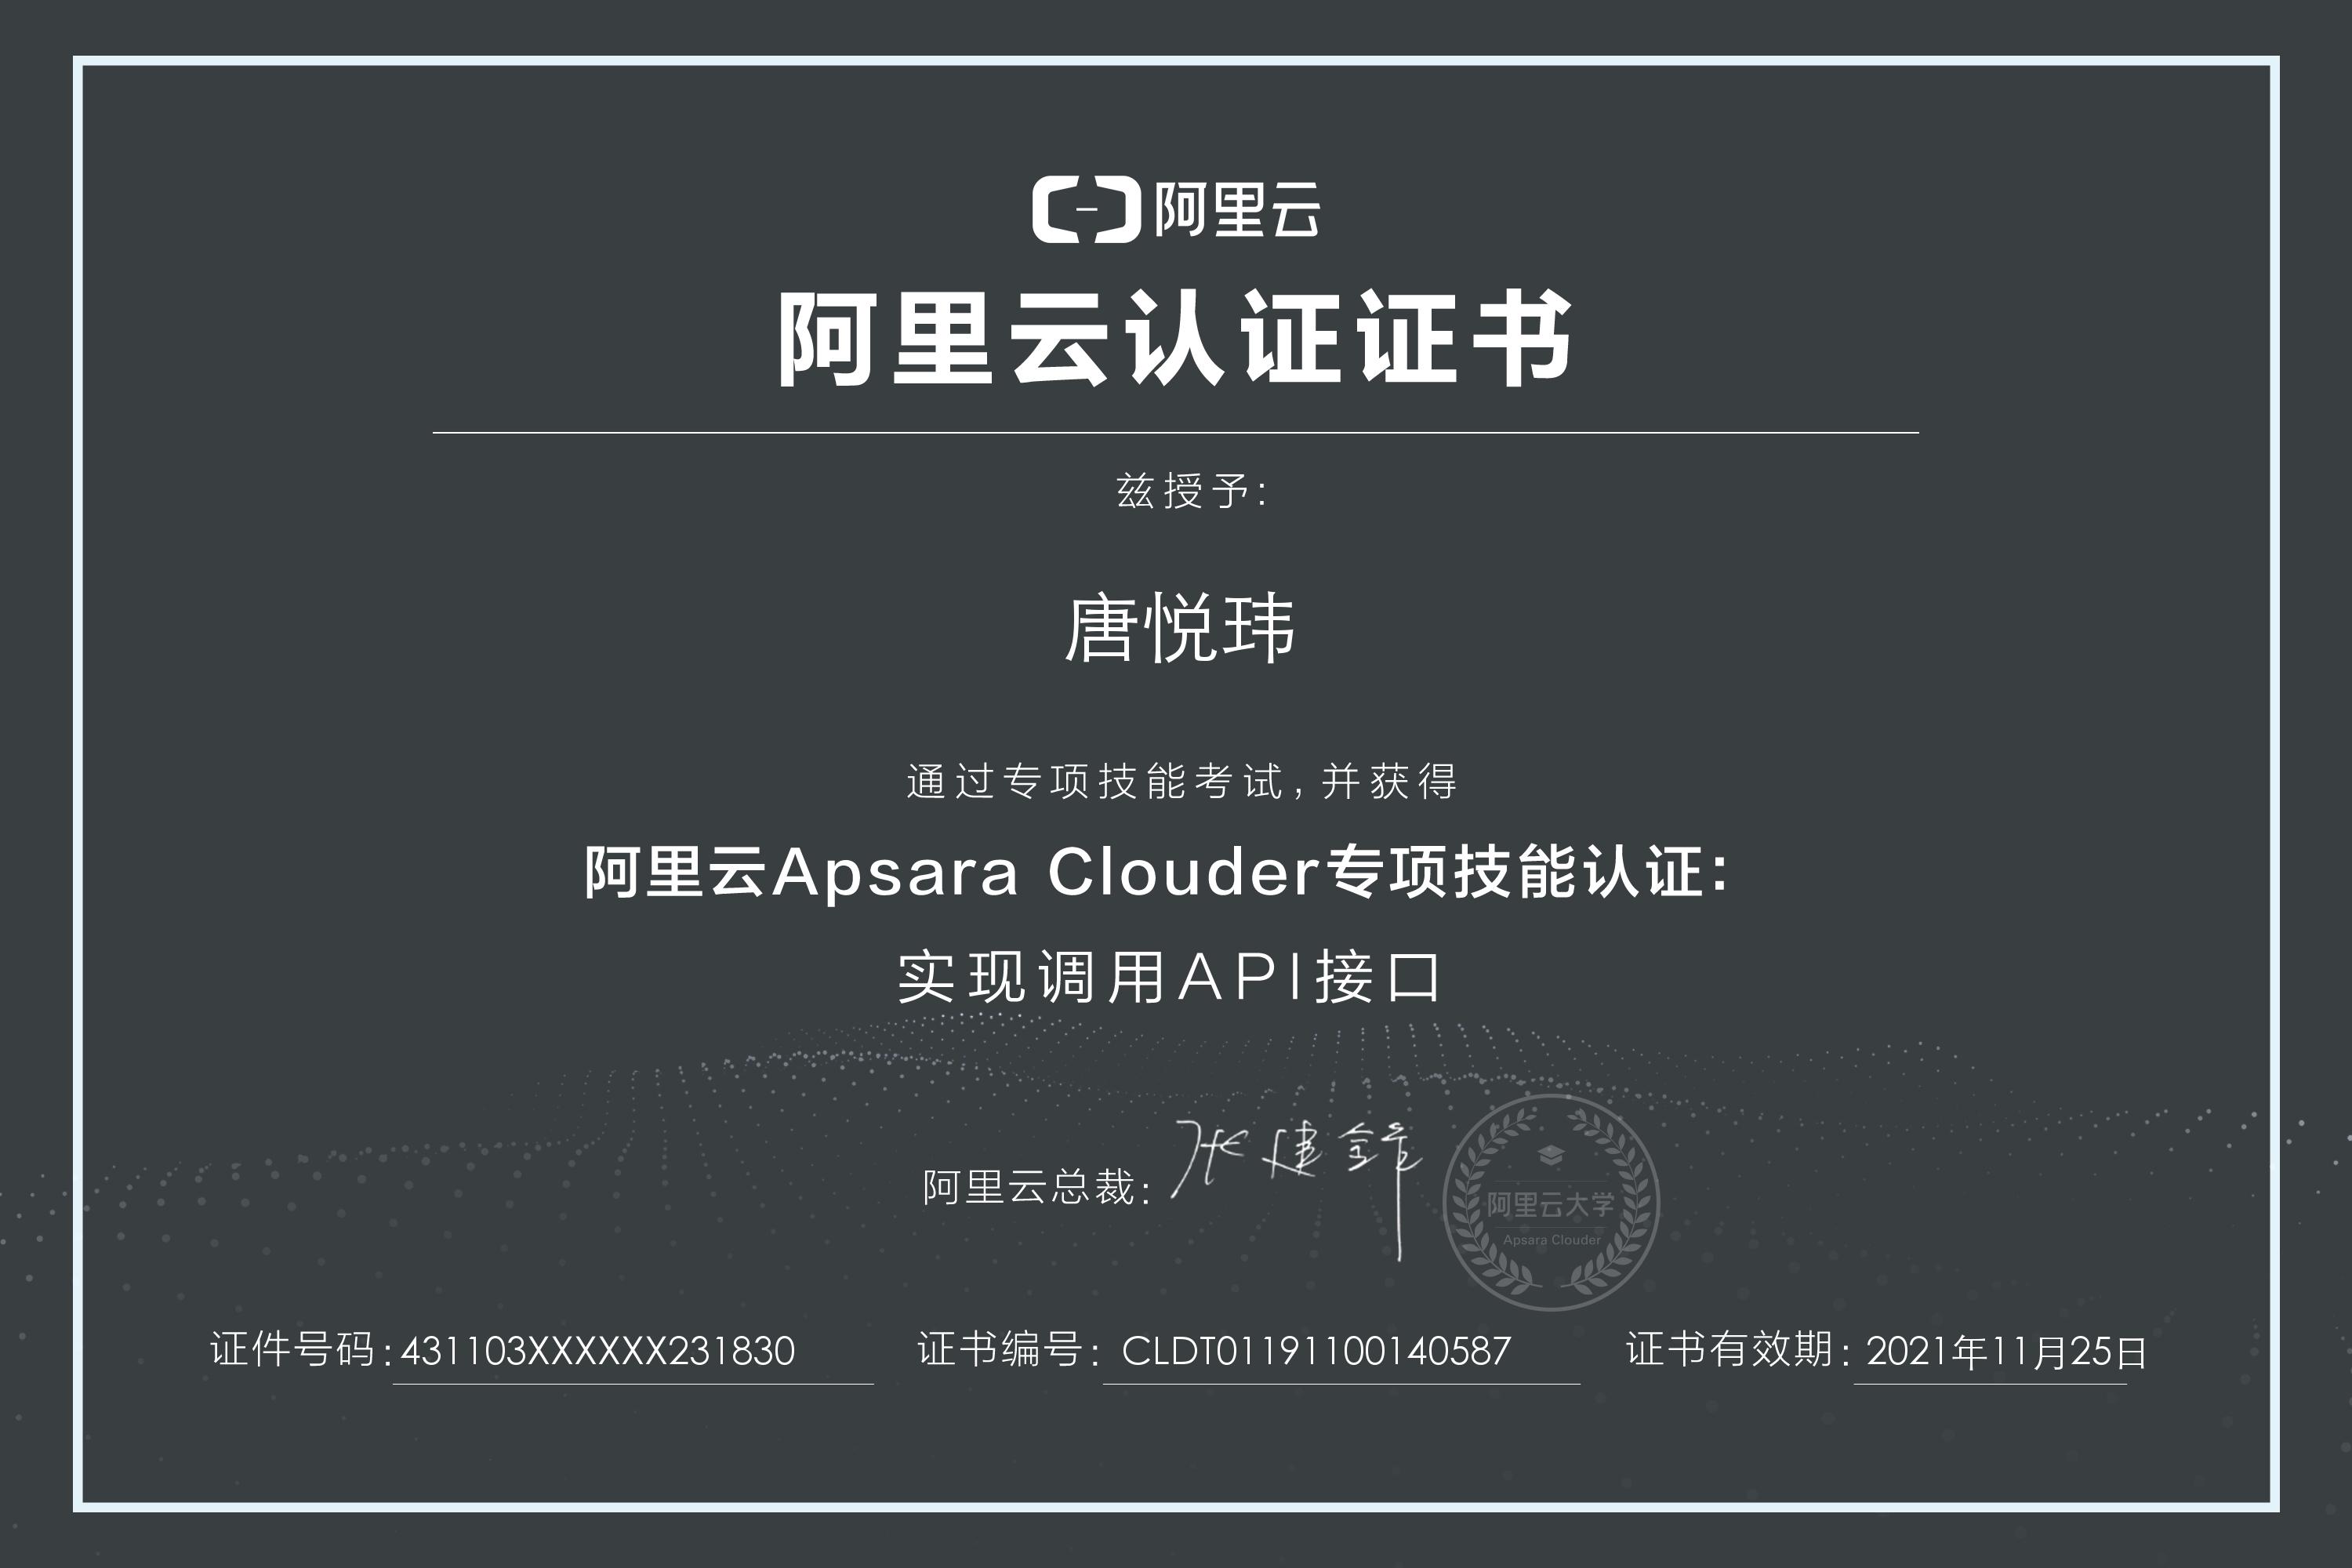 阿里云
阿里云认证证书
兹授予：
唐悦玮
通过专项技能考试，并获得
阿里云Apsara Clouder专项技能认证：
实现调用API接口
阿里云总裁：张建锋
阿里云大学
Apsara Clouder
证件号码：431103XXXXXX231830 证书编号：CLDT01191100140587 证书有效期：2021年11月25日